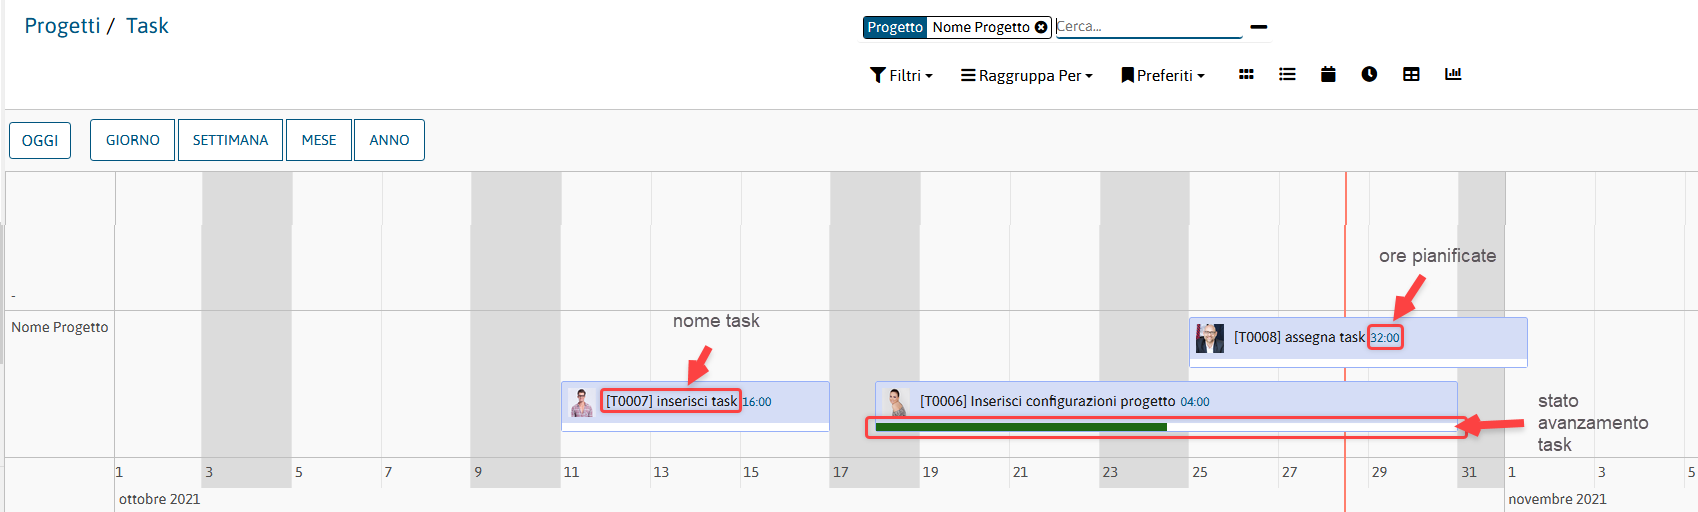 Progetti / Task
Progetto Nome Progetto Cerca...
Filtri Raggruppa Per Preferiti
OGGI GIORNO SETTIMANA MESE ANNO
ore pianificate
-
Nome Progetto
nome task
[T0008] assegna task 32:00
[T0007] inserisci task 16:00
[T0006] Inserisci configurazioni progetto 04:00
stato
avanzamento
task
1 3 5 7 9 11 13 15 17 19 21 23 25 27 29 31 1 3 5
ottobre 2021 novembre 2021